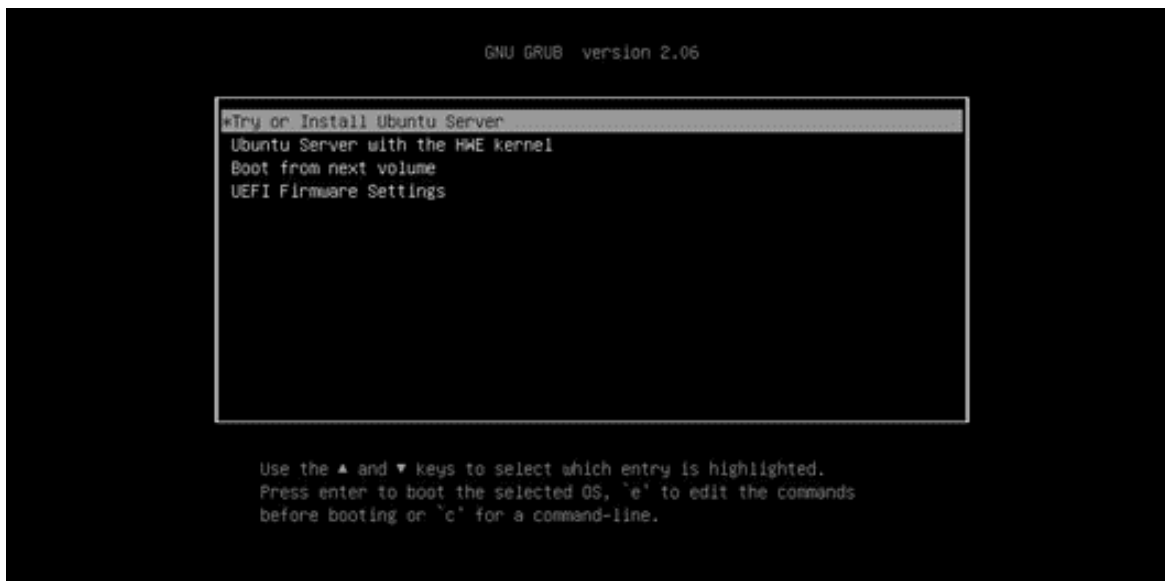 GNU GRUB version 2.06
*Try or Install Ubuntu Server
Ubuntu Server with the HWE kernel
Boot from next volume
UEFI Firmware Settings
Use the ▲ and ▼ keys to select which entry is highlighted.
Press enter to boot the selected OS, `e' to edit the commands
before booting or `c' for a command-line.